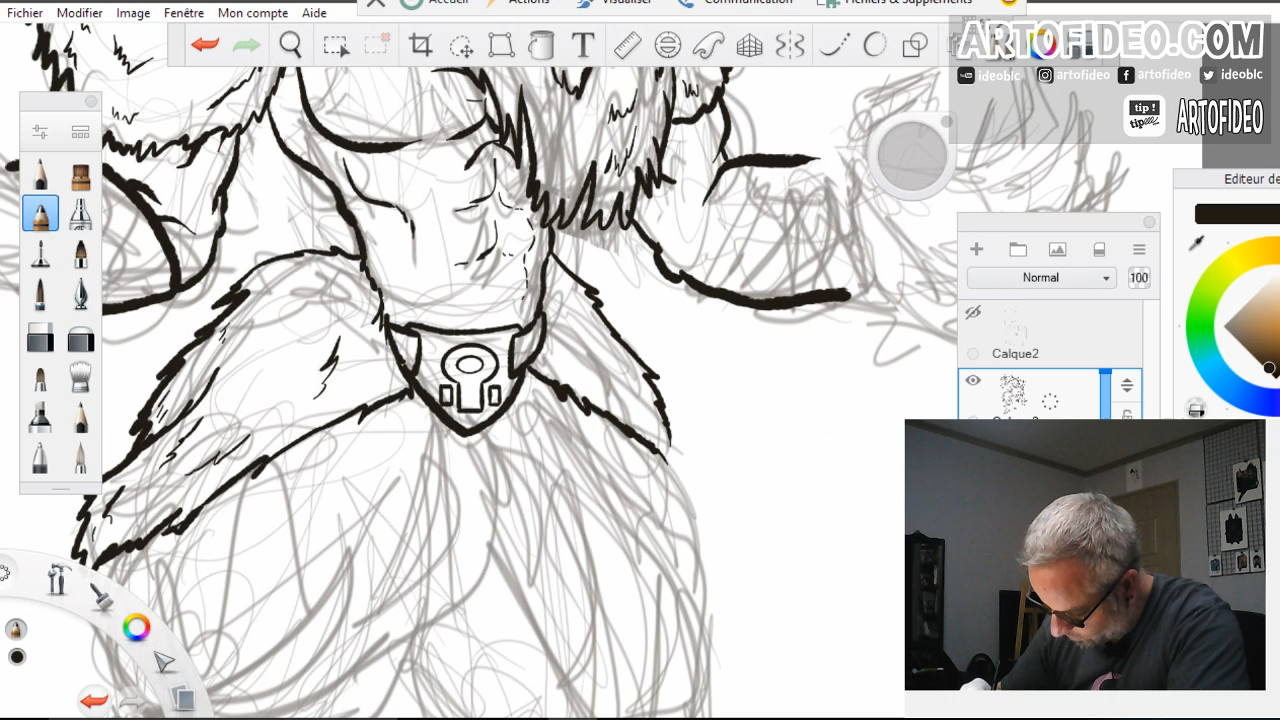 Accueil Actions Visualiser Communication Fichiers & Suppléments
Fichier Modifier Image Fenêtre Mon compte Aide
T
ARTOFIDEO.COM
ideoblc artofideo artofideo ideoblc
tip !
tip
ARTOFIDEO
Editeur de
Normal 100
Calque2